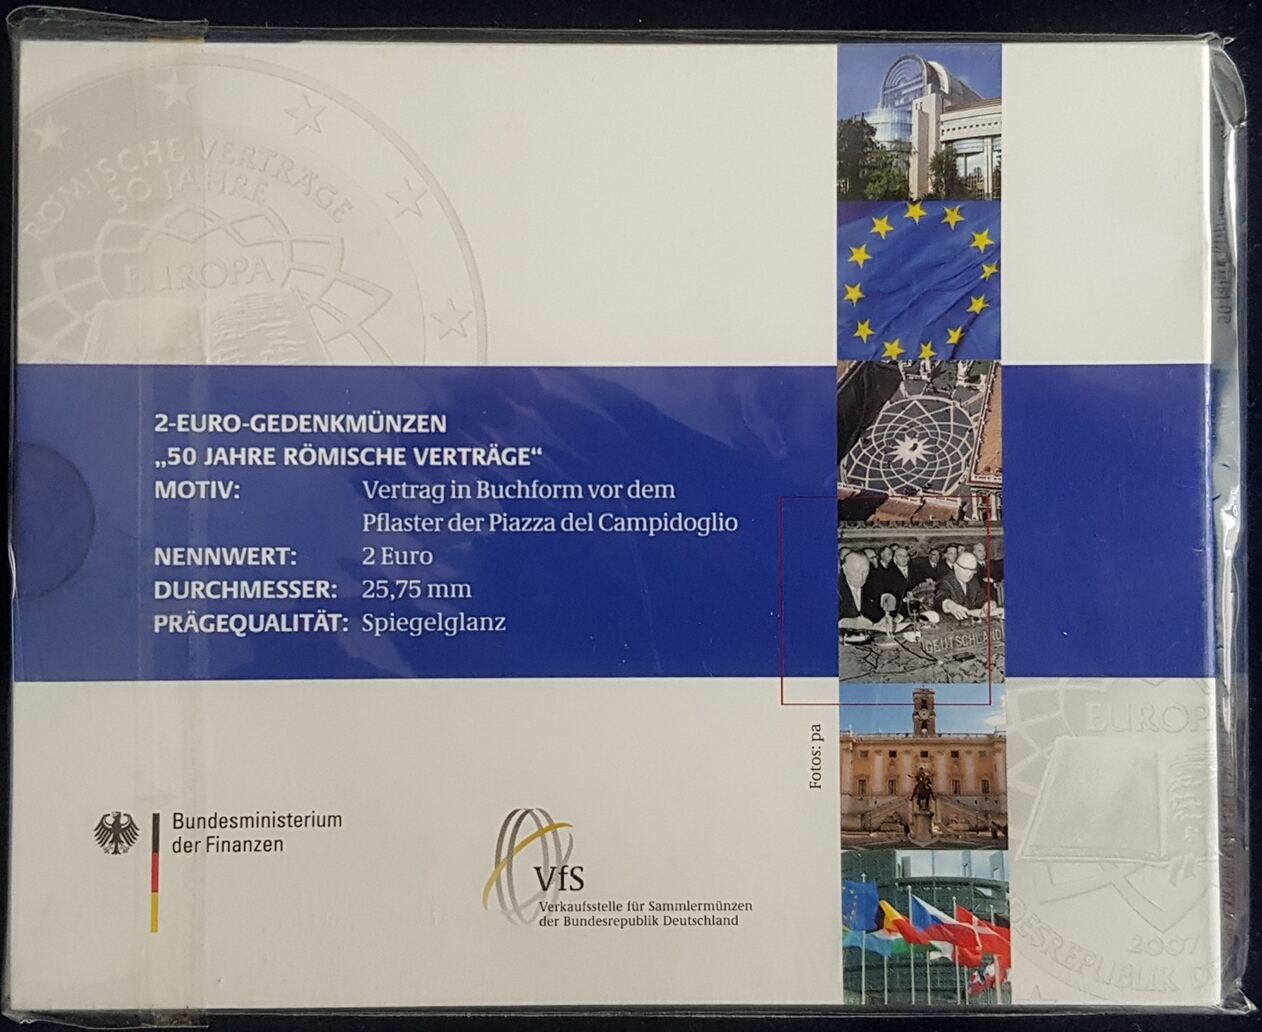 RÖMISCHE VERTRÄGE
50 JAHRE
EUROPA
2-EURO-GEDENKMÜNZEN
„50 JAHRE RÖMISCHE VERTRÄGE“
MOTIV: Vertrag in Buchform vor dem
Pflaster der Piazza del Campidoglio
NENNWERT: 2 Euro
DURCHMESSER: 25,75 mm
PRÄGEQUALITÄT: Spiegelglanz
DEUTSCHLAND
Fotos: pa
Bundesministerium
der Finanzen
VfS
Verkaufsstelle für Sammlermünzen
der Bundesrepublik Deutschland
EUROP
2007